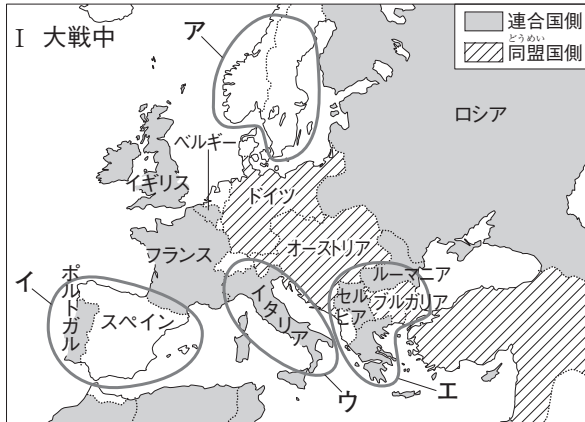 Ⅰ 大戦中
連合国側
どうめい
同盟国側
ア
ロシア
ベルギー
イギリス
ドイツ
オーストリア
フランス
ルーマニア
セルビア
ブルガリア
イ
ポルトガル
スペイン
イタリア
ウ
エ